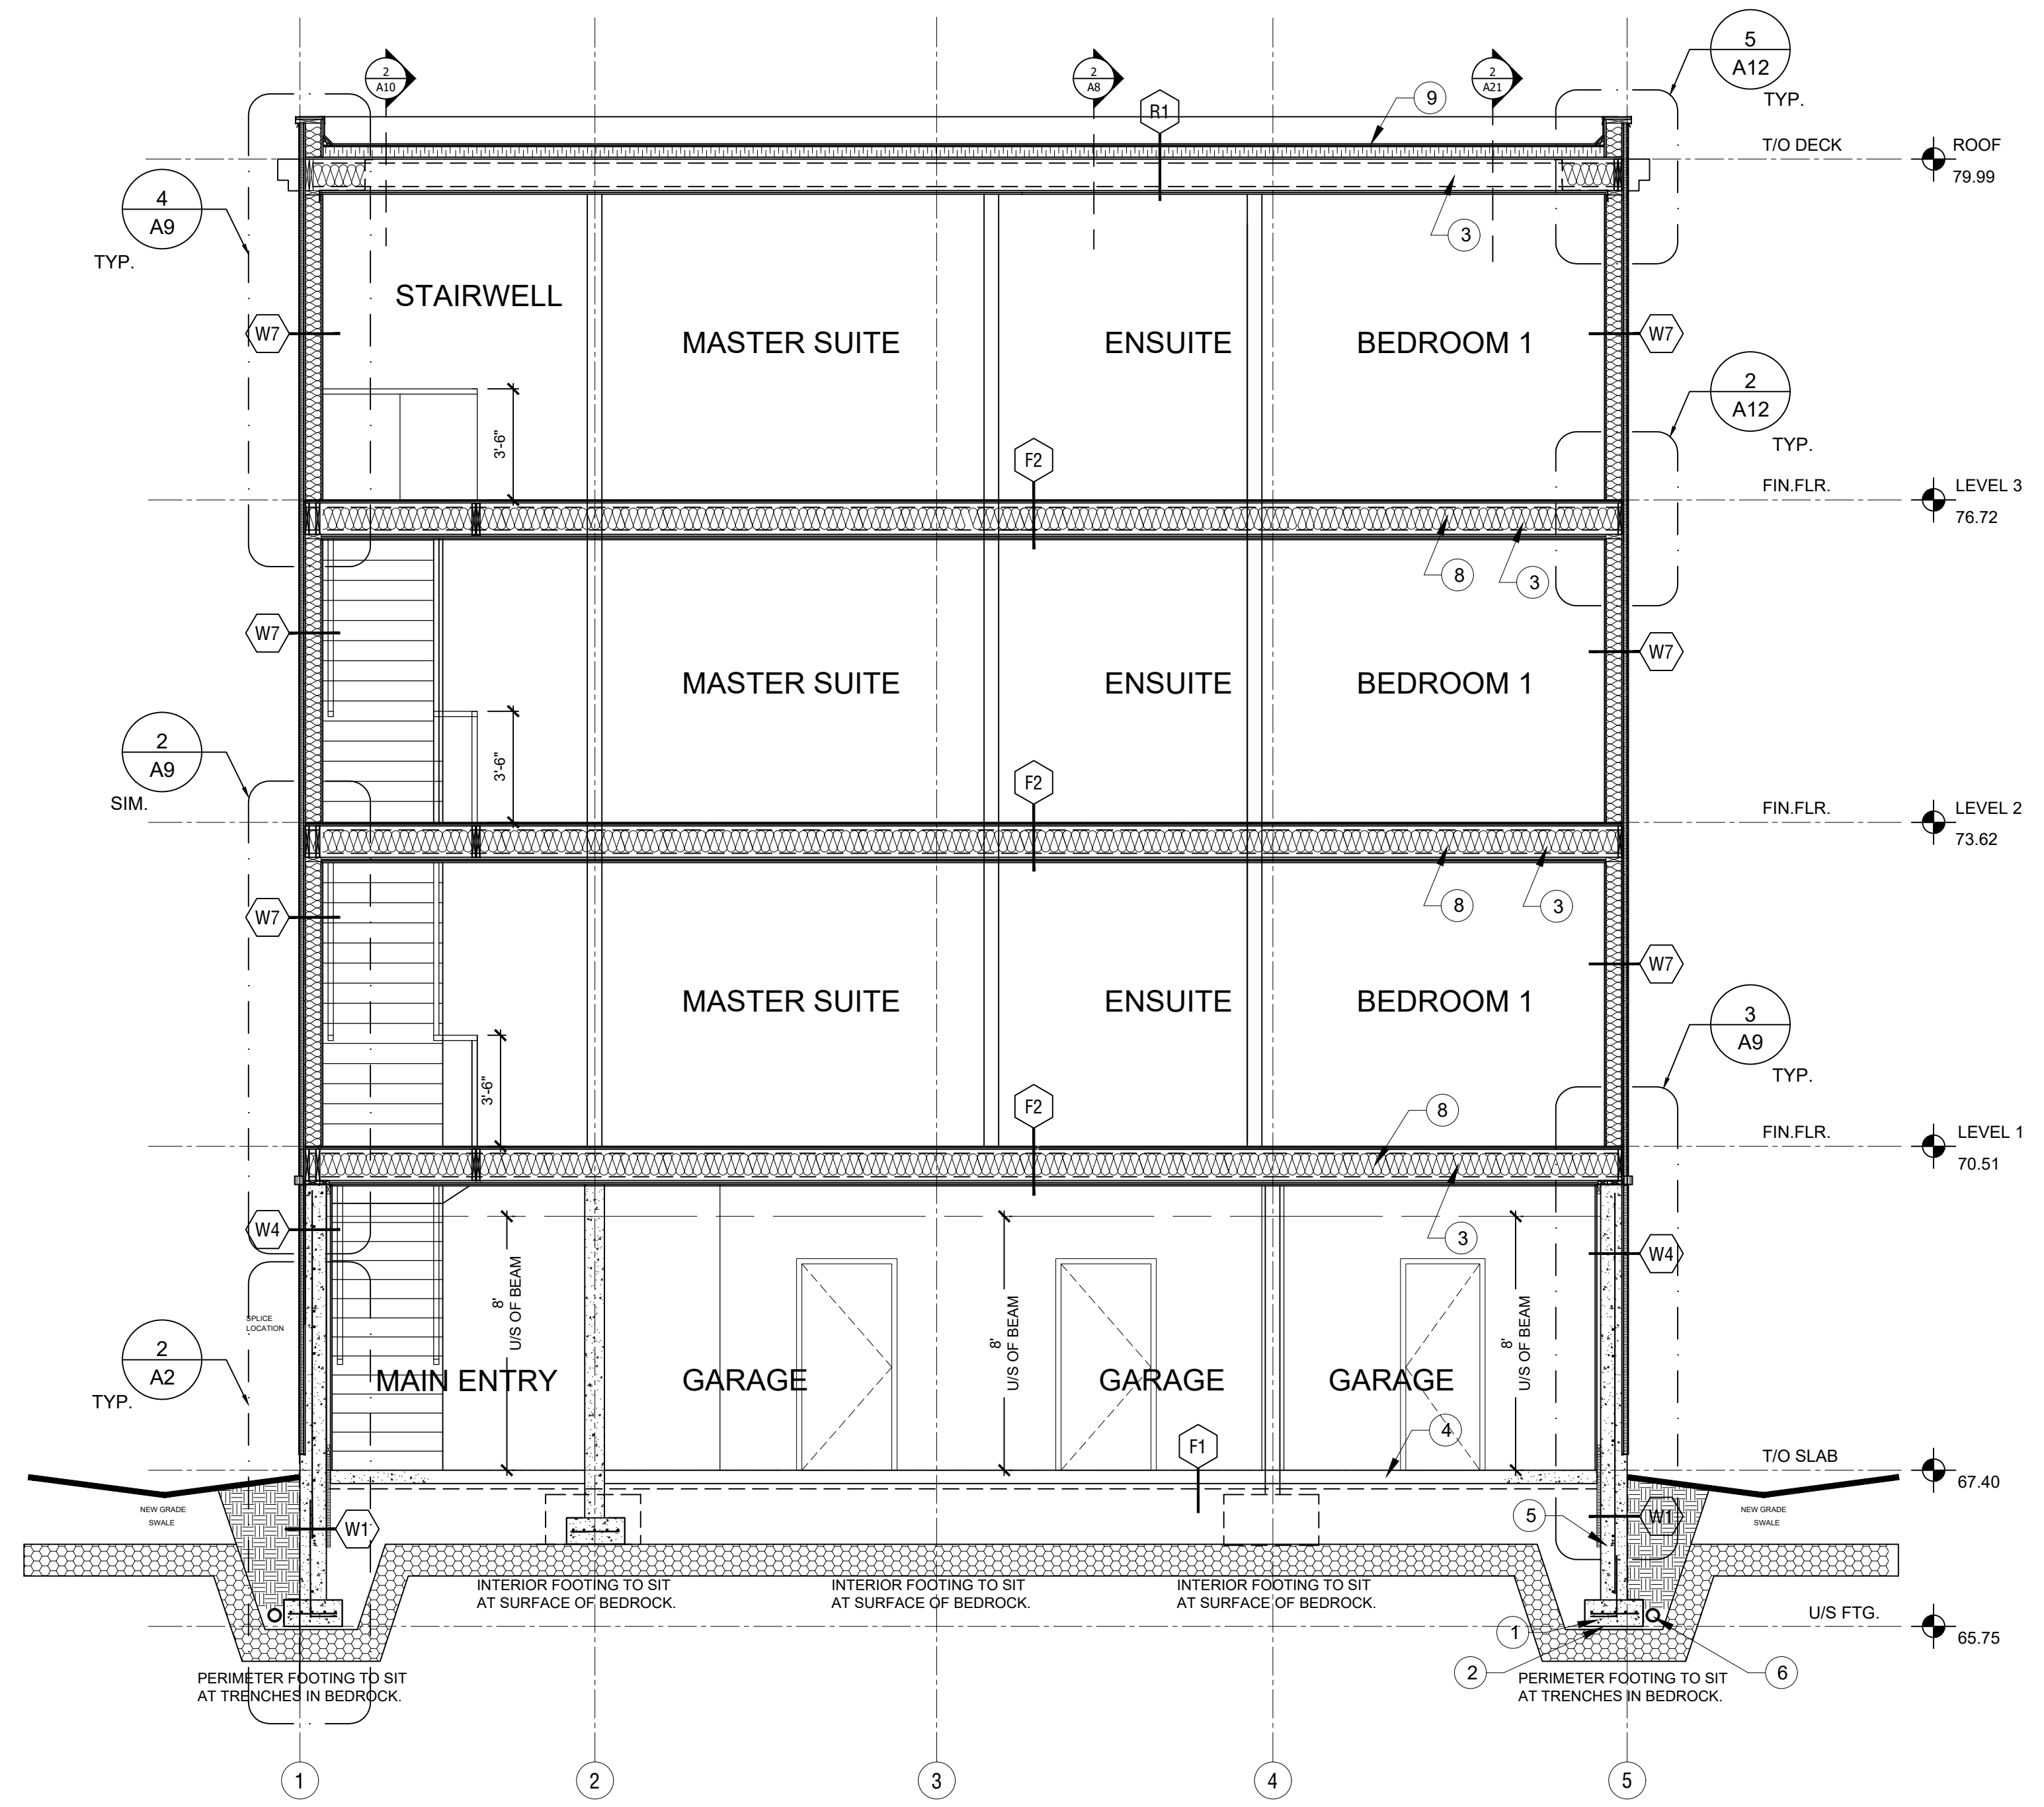 5
A12
TYP.
2
A10
2
A8
2
A21
9
R1
T/O DECK
ROOF
79.99
4
A9
TYP.
3
STAIRWELL
W7
MASTER SUITE
ENSUITE
BEDROOM 1
W7
2
A12
TYP.
3'-6"
F2
FIN.FLR.
LEVEL 3
76.72
8
3
W7
W7
MASTER SUITE
ENSUITE
BEDROOM 1
2
A9
SIM.
3'-6"
F2
FIN.FLR.
LEVEL 2
73.62
8
3
W7
W7
MASTER SUITE
ENSUITE
BEDROOM 1
3
A9
TYP.
3'-6"
F2
8
FIN.FLR.
LEVEL 1
70.51
W4
3
W4
8'
U/S OF BEAM
8'
U/S OF BEAM
8'
U/S OF BEAM
SPLICE
LOCATION
2
A2
TYP.
MAIN ENTRY
GARAGE
GARAGE
GARAGE
4
F1
T/O SLAB
67.40
NEW GRADE
SWALE
W1
5
W1
NEW GRADE
SWALE
INTERIOR FOOTING TO SIT
AT SURFACE OF BEDROCK.
INTERIOR FOOTING TO SIT
AT SURFACE OF BEDROCK.
INTERIOR FOOTING TO SIT
AT SURFACE OF BEDROCK.
U/S FTG.
65.75
1
2
6
PERIMETER FOOTING TO SIT
AT TRENCHES IN BEDROCK.
PERIMETER FOOTING TO SIT
AT TRENCHES IN BEDROCK.
1
2
3
4
5